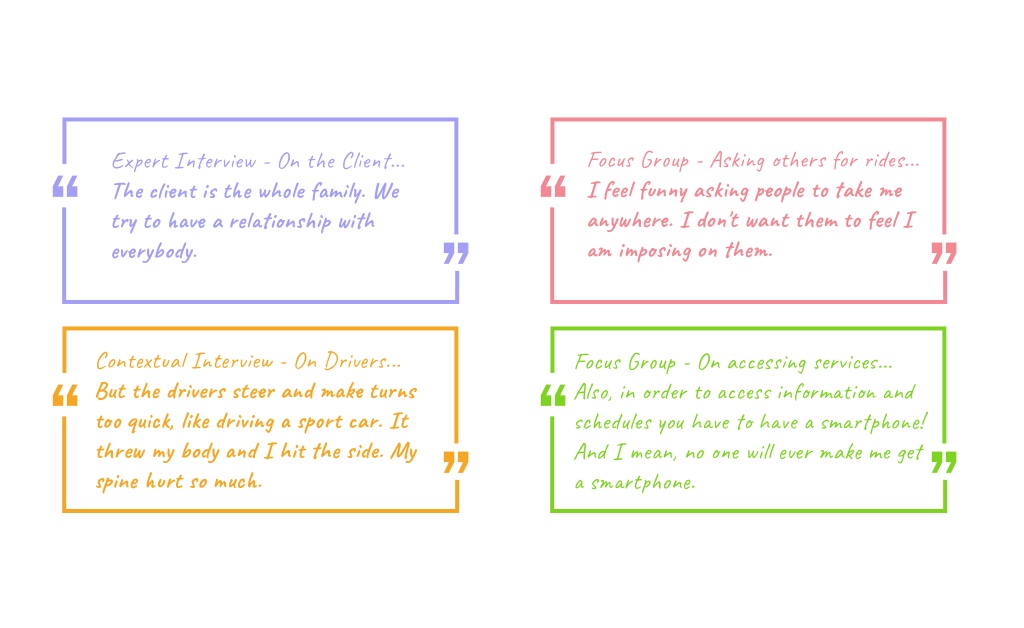 Expert Interview - On the Client...
“ The client is the whole family. We
try to have a relationship with
everybody. ”
Focus Group - Asking others for rides...
“ I feel funny asking people to take me
anywhere. I don't want them to feel I
am imposing on them. ”
Contextual Interview - On Drivers...
“ But the drivers steer and make turns
too quick, like driving a sport car. It
threw my body and I hit the side. My
spine hurt so much. ”
Focus Group - On accessing services...
“ Also, in order to access information and
schedules you have to have a smartphone!
And I mean, no one will ever make me get
a smartphone. ”